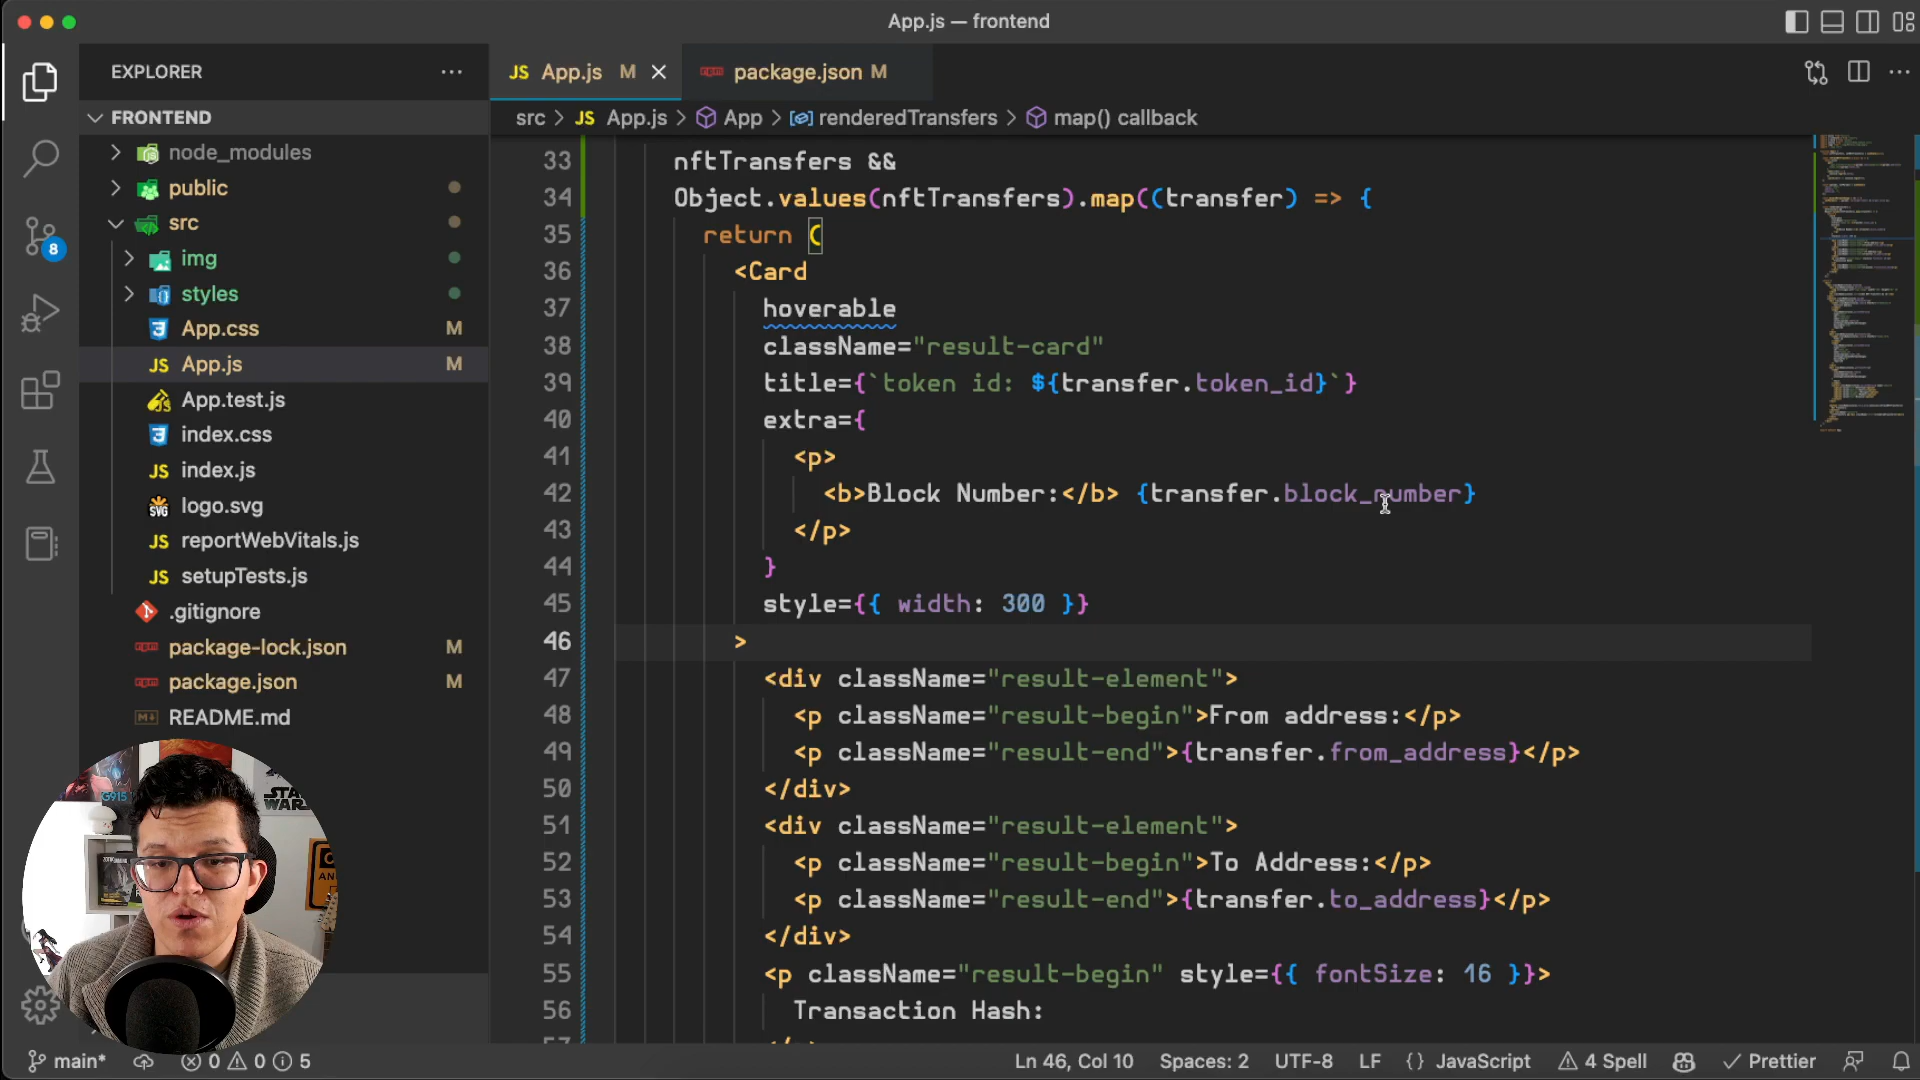 App.js — frontend
EXPLORER
FRONTEND
node_modules
public
src
img
styles
App.css M
JS App.js M
App.test.js
index.css
JS index.js
logo.svg
JS reportWebVitals.js
JS setupTests.js
.gitignore
package-lock.json M
package.json M
README.md
8
JS App.js M
package.json M
src > JS App.js > App > renderedTransfers > map() callback
33 nftTransfers &&
34 Object.values(nftTransfers).map((transfer) => {
35 return (
36 <Card
37 hoverable
38 className="result-card"
39 title={`token id: ${transfer.token_id}`}
40 extra={
41 <p>
42 <b>Block Number:</b> {transfer.block_number}
43 </p>
44 }
45 style={{ width: 300 }}
46 >
47 <div className="result-element">
48 <p className="result-begin">From address:</p>
49 <p className="result-end">{transfer.from_address}</p>
50 </div>
51 <div className="result-element">
52 <p className="result-begin">To Address:</p>
53 <p className="result-end">{transfer.to_address}</p>
54 </div>
55 <p className="result-begin" style={{ fontSize: 16 }}>
56 Transaction Hash:
G915
STAR
WARS
main* 0 0 5
Ln 46, Col 10 Spaces: 2 UTF-8 LF {} JavaScript 4 Spell Prettier